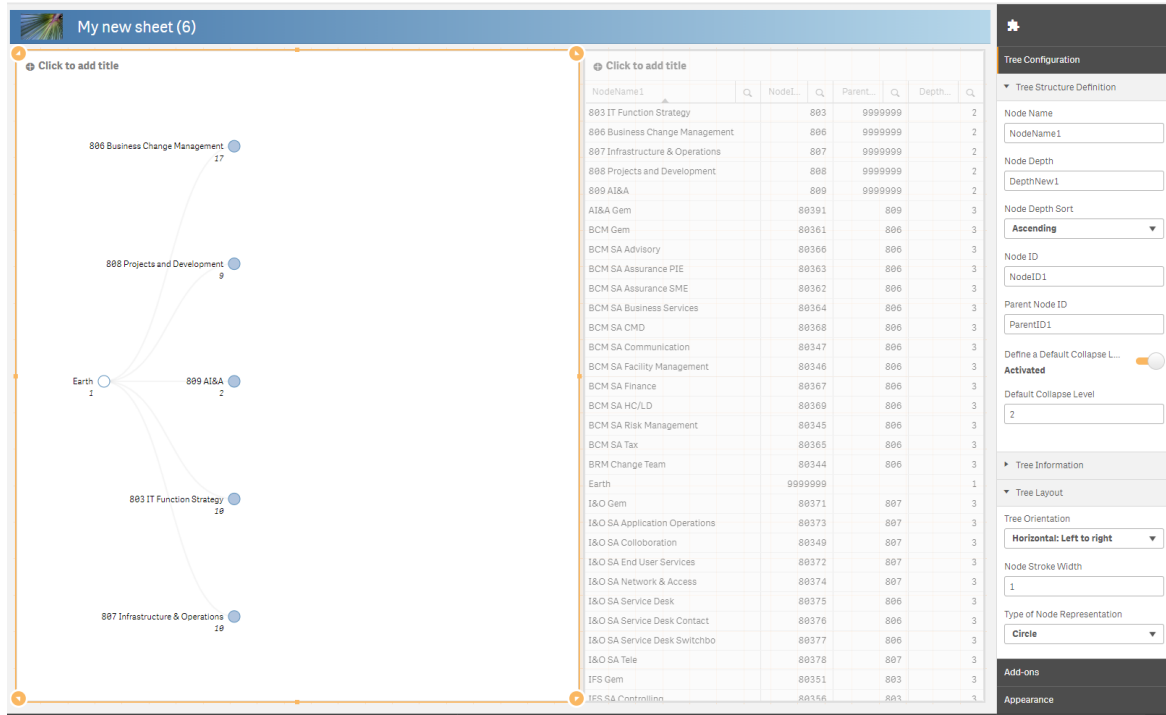 My new sheet (6)
Click to add title
806 Business Change Management
17
808 Projects and Development
9
Earth
1
809 AI&A
2
803 IT Function Strategy
10
807 Infrastructure & Operations
10
Click to add title
NodeName1 NodeI... Parent... Depth...
803 IT Function Strategy 803 9999999 2
806 Business Change Management 806 9999999 2
807 Infrastructure & Operations 807 9999999 2
808 Projects and Development 808 9999999 2
809 AI&A 809 9999999 2
AI&A Gem 80391 809 3
BCM Gem 80361 806 3
BCM SA Advisory 80366 806 3
BCM SA Assurance PIE 80363 806 3
BCM SA Assurance SME 80362 806 3
BCM SA Business Services 80364 806 3
BCM SA CMD 80368 806 3
BCM SA Communication 80347 806 3
BCM SA Facility Management 80346 806 3
BCM SA Finance 80367 806 3
BCM SA HC/LD 80369 806 3
BCM SA Risk Management 80345 806 3
BCM SA Tax 80365 806 3
BRM Change Team 80344 806 3
Earth 9999999 1
I&O Gem 80371 807 3
I&O SA Application Operations 80373 807 3
I&O SA Colloboration 80349 807 3
I&O SA End User Services 80372 807 3
I&O SA Network & Access 80374 807 3
I&O SA Service Desk 80375 806 3
I&O SA Service Desk Contact 80376 806 3
I&O SA Service Desk Switchbo 80377 806 3
I&O SA Tele 80378 807 3
IFS Gem 80351 803 3
IFS SA Controlling 80356 803 3
Tree Configuration
Tree Structure Definition
Node Name
NodeName1
Node Depth
DepthNew1
Node Depth Sort
Ascending
Node ID
NodeID1
Parent Node ID
ParentID1
Define a Default Collapse L...
Activated
Default Collapse Level
2
Tree Information
Tree Layout
Tree Orientation
Horizontal: Left to right
Node Stroke Width
1
Type of Node Representation
Circle
Add-ons
Appearance